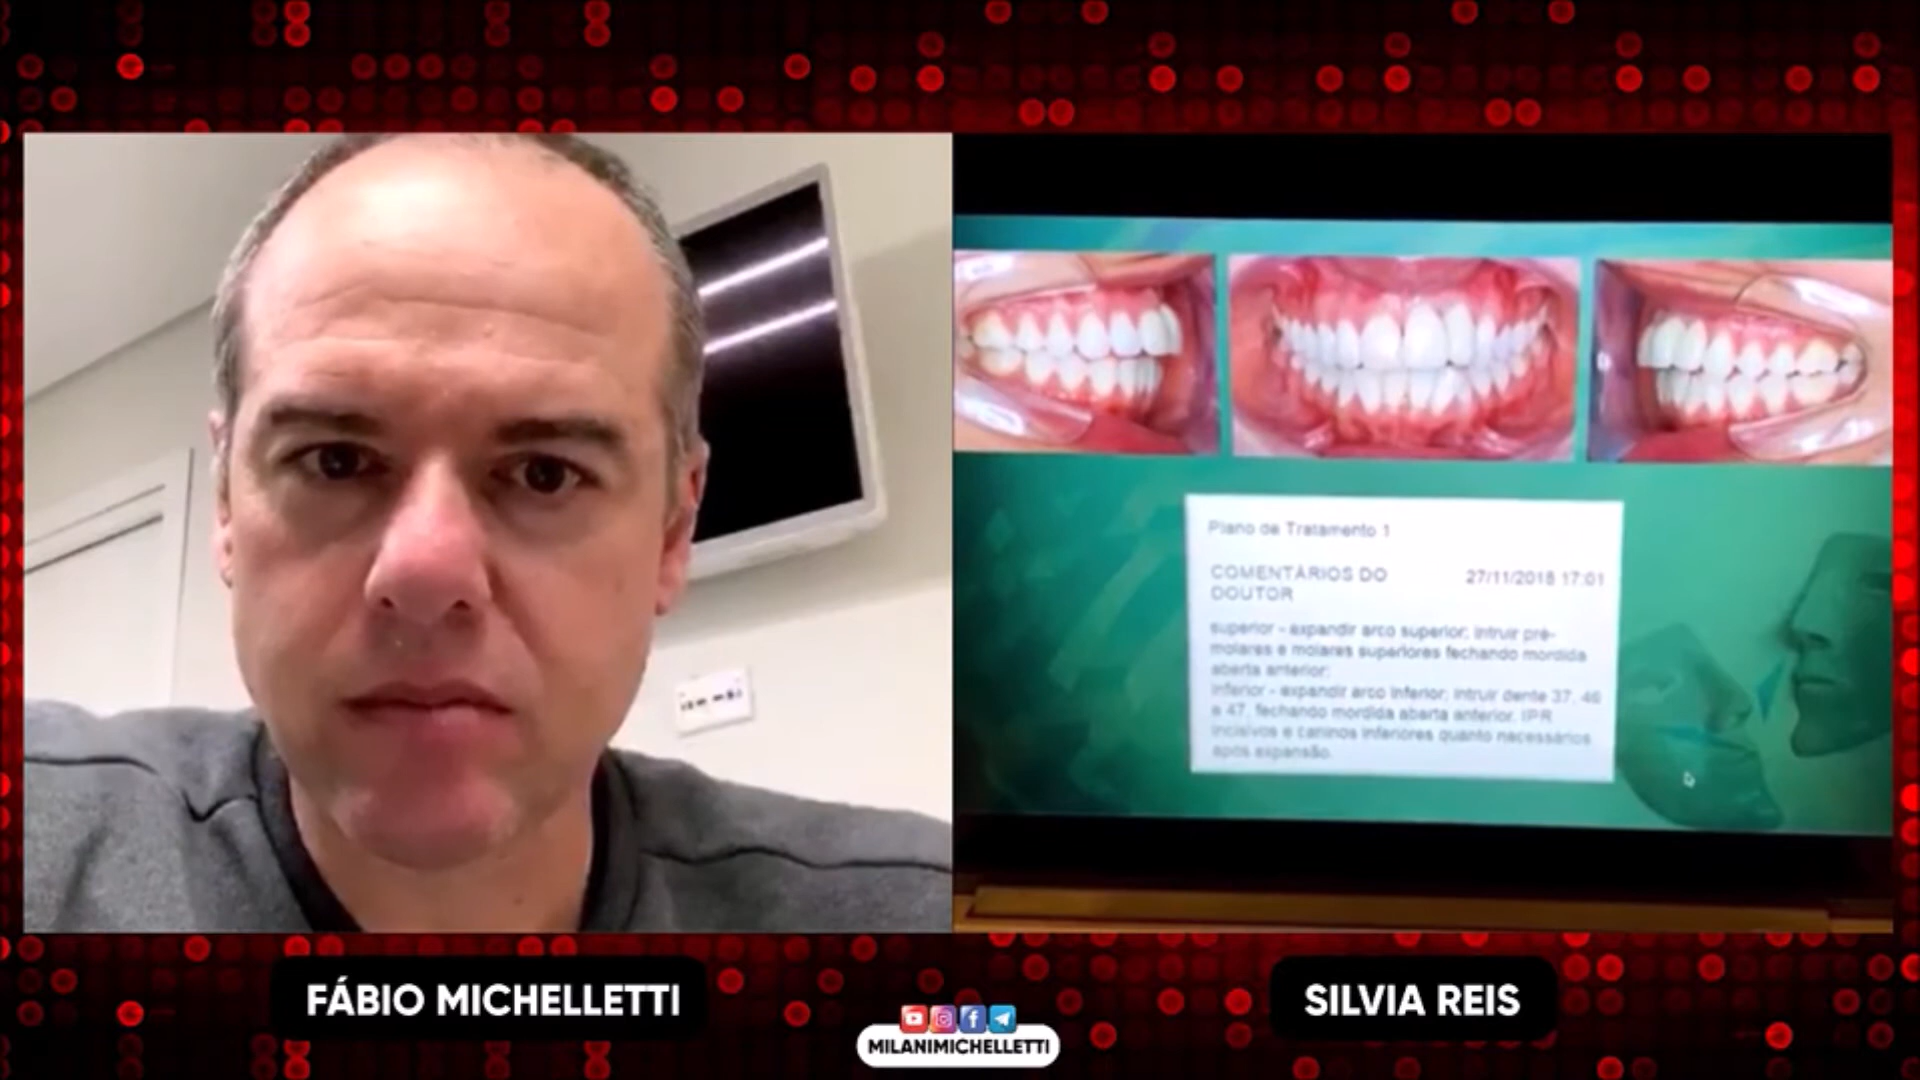 Plano de Tratamento 1
COMENTÁRIOS DO
DOUTOR
27/11/2018 17:01
superior - expandir arco superior; intruir pré-
molares e molares superiores fechando mordida
aberta anterior;
inferior - expandir arco inferior; intruir dente 37, 46
e 47, fechando mordida aberta anterior. IPR
incisivos e caninos inferiores quanto necessários
após expansão.
FÁBIO MICHELLETTI
SILVIA REIS
MILANIMICHELLETTI